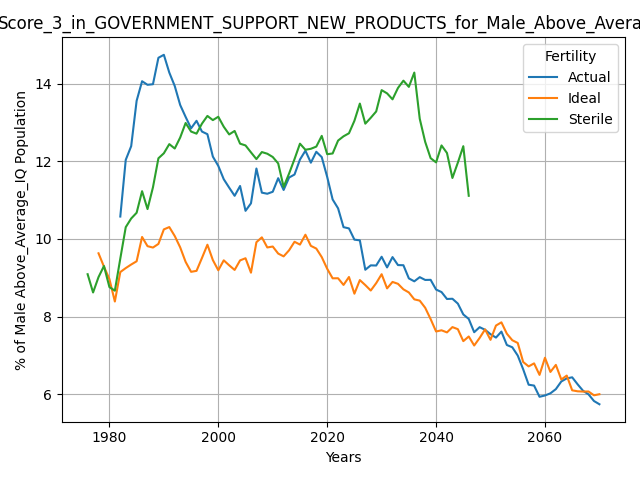 Score_3_in_GOVERNMENT_SUPPORT_NEW_PRODUCTS_for_Male_Above_Avera
Fertility
Actual
Ideal
Sterile
% of Male Above_Average_IQ Population
14
12
10
8
6
1980 2000 2020 2040 2060
Years